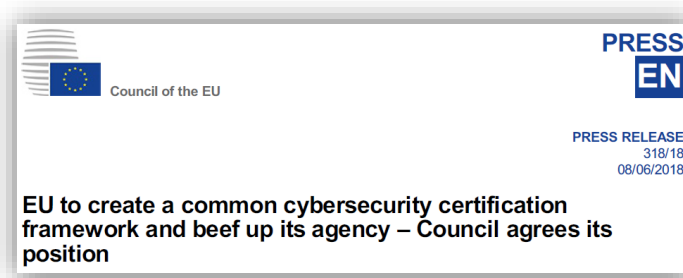 PRESS
EN
Council of the EU
PRESS RELEASE
318/18
08/06/2018
EU to create a common cybersecurity certification
framework and beef up its agency – Council agrees its
position